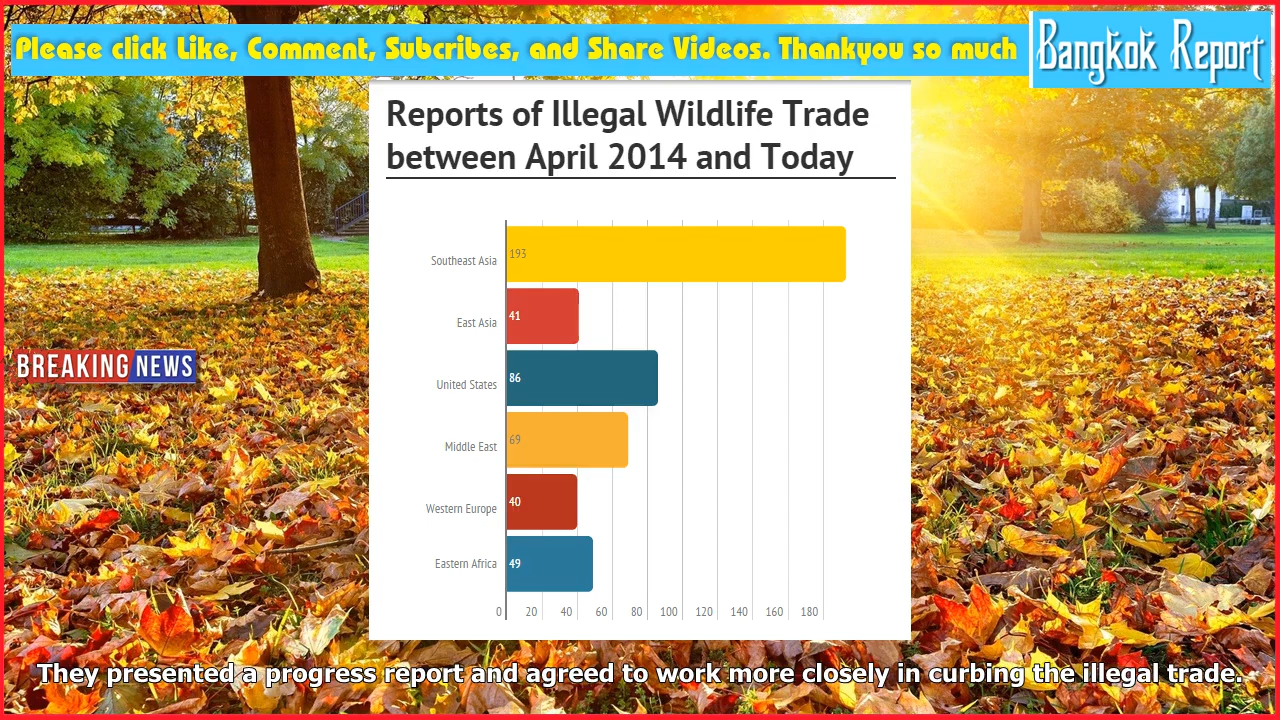 Please click Like, Comment, Subcribes, and Share Videos. Thankyou so much
Bangkok Report
Reports of Illegal Wildlife Trade
between April 2014 and Today
Southeast Asia 193
East Asia 41
United States 86
BREAKING NEWS
Middle East 69
Western Europe 40
Eastern Africa 49
0 20 40 60 80 100 120 140 160 180
They presented a progress report and agreed to work more closely in curbing the illegal trade.